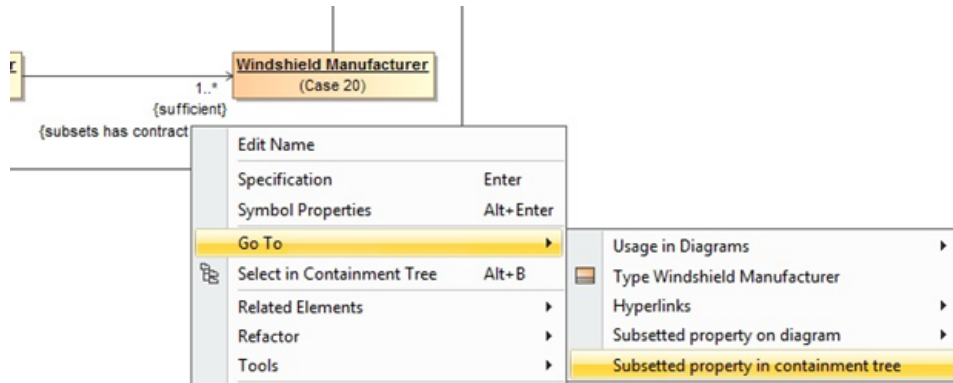 r
Windshield Manufacturer
(Case 20)
1..*
{sufficient}
{subsets has contract
Edit Name
Specification Enter
Symbol Properties Alt+Enter
Go To
Select in Containment Tree Alt+B
Related Elements
Refactor
Tools
Usage in Diagrams
Type Windshield Manufacturer
Hyperlinks
Subsetted property on diagram
Subsetted property in containment tree